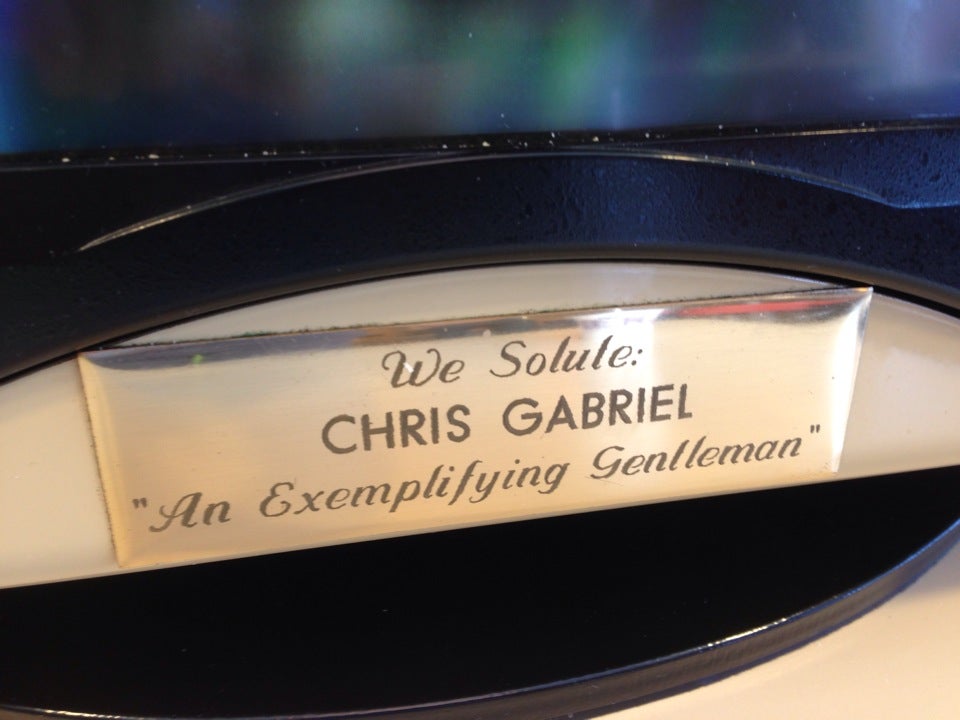 We Solute:
CHRIS GABRIEL
"An Exemplifying Gentleman"